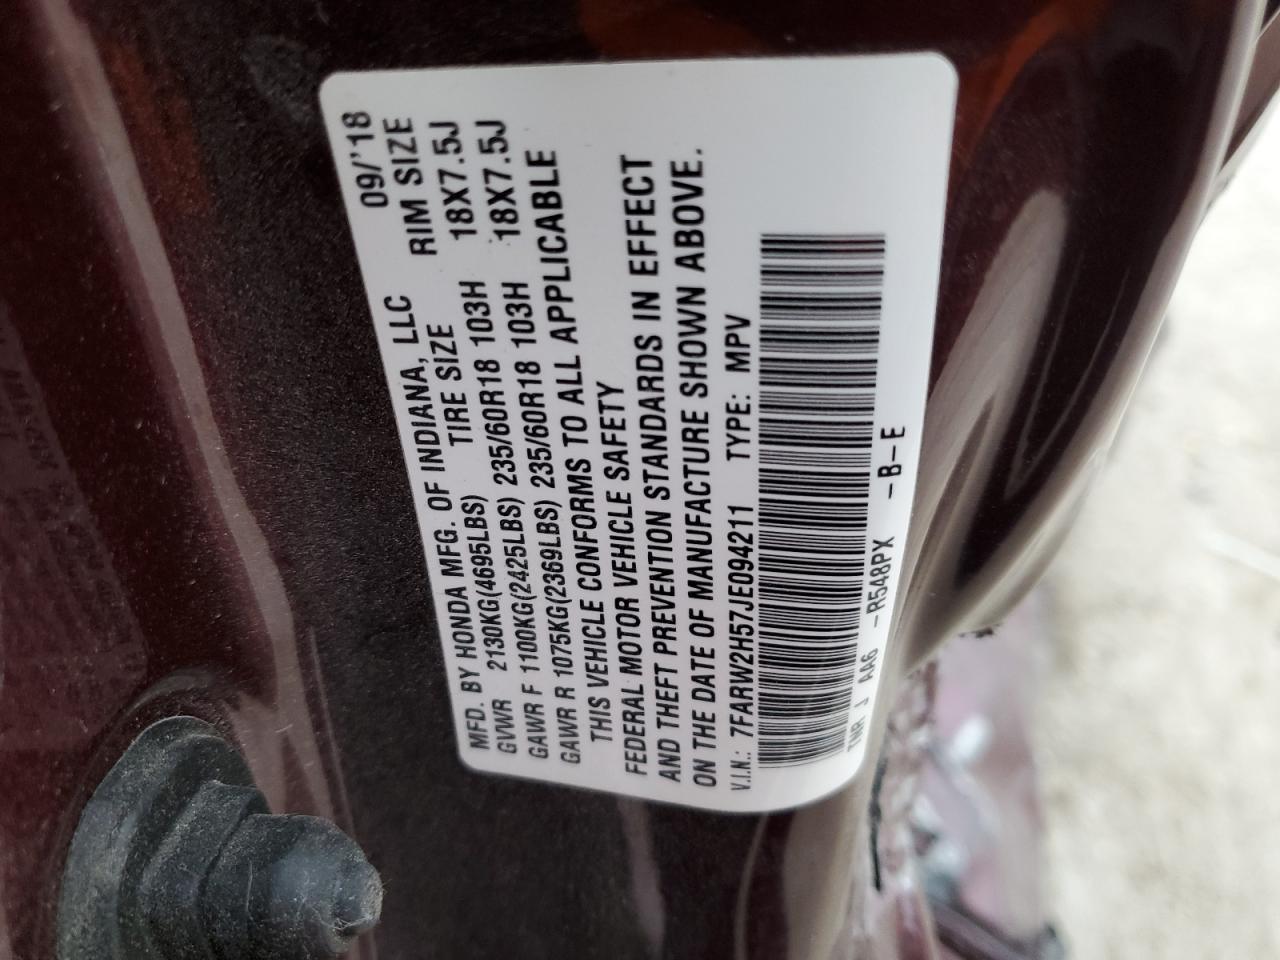 MFD. BY HONDA MFG. OF INDIANA, LLC 09/'18
GVWR 2130KG(4695LBS) TIRE SIZE RIM SIZE
GAWR F 1100KG(2425LBS) 235/60R18 103H 18X7.5J
GAWR R 1075KG(2369LBS) 235/60R18 103H 18X7.5J
THIS VEHICLE CONFORMS TO ALL APPLICABLE
FEDERAL MOTOR VEHICLE SAFETY
AND THEFT PREVENTION STANDARDS IN EFFECT
ON THE DATE OF MANUFACTURE SHOWN ABOVE.
V.I.N.: 7FARW2H57JE094211 TYPE: MPV
TNR J AA6 -R548PX -B-E